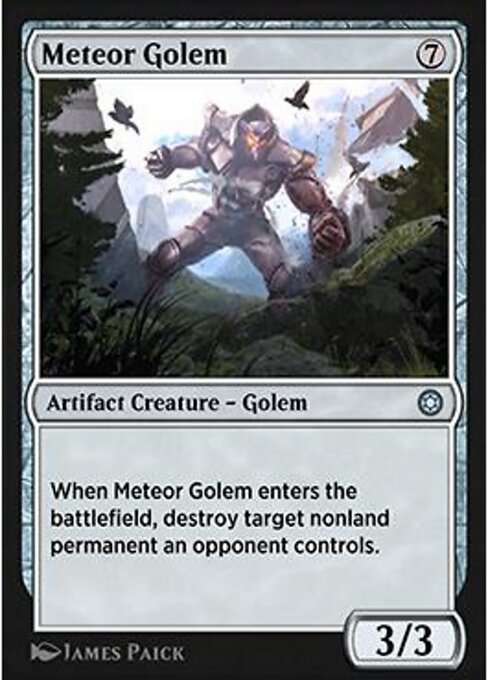 Meteor Golem 7
Artifact Creature – Golem
When Meteor Golem enters the
battlefield, destroy target nonland
permanent an opponent controls.
3/3
James Paick